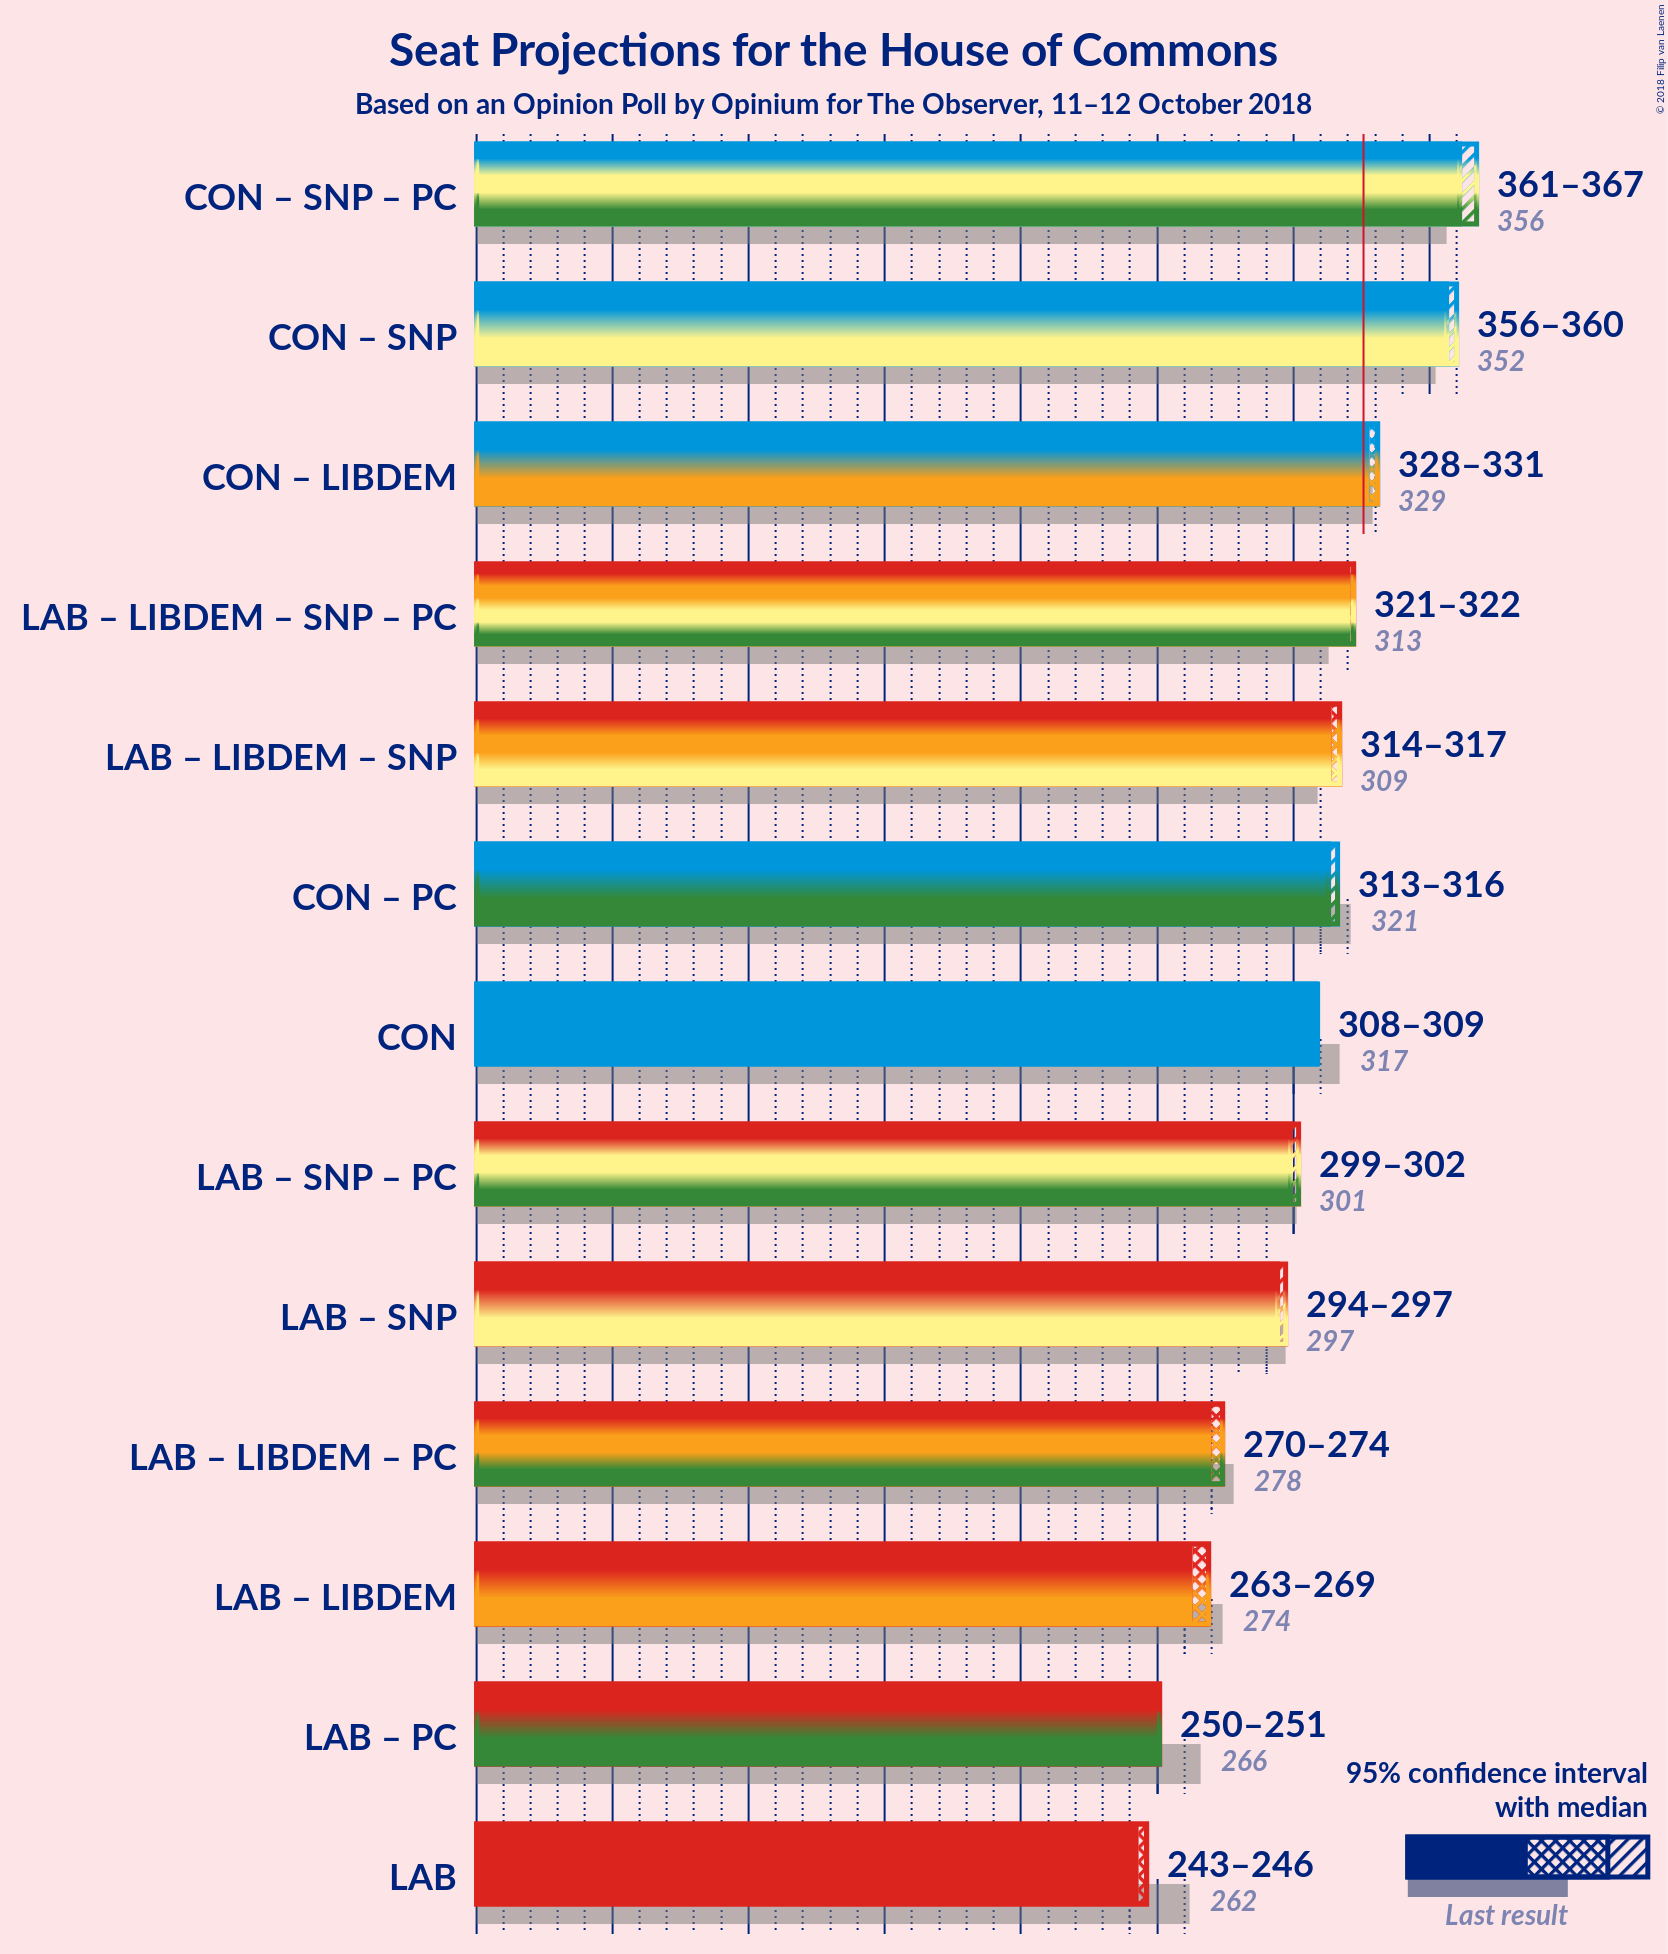 Seat Projections for the House of Commons
Based on an Opinion Poll by Opinium for The Observer, 11–12 October 2018
© 2018 Filip van Laenen
CON – SNP – PC
361–367
356
CON – SNP
356–360
352
CON – LIBDEM
328–331
329
LAB – LIBDEM – SNP – PC
321–322
313
LAB – LIBDEM – SNP
314–317
309
CON – PC
313–316
321
CON
308–309
317
LAB – SNP – PC
299–302
301
LAB – SNP
294–297
297
LAB – LIBDEM – PC
270–274
278
LAB – LIBDEM
263–269
274
LAB – PC
250–251
266
LAB
243–246
262
95% confidence interval
with median
Last result